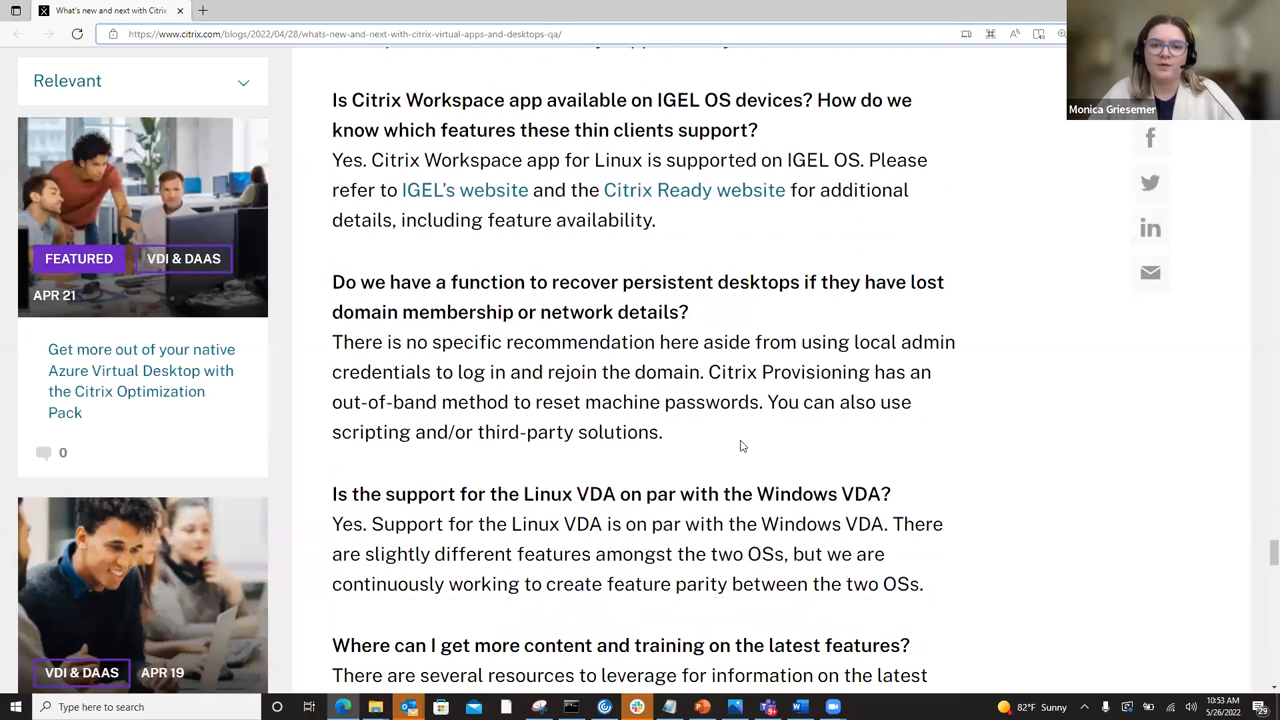 What's new and next with Citrix
https://www.citrix.com/blogs/2022/04/28/whats-new-and-next-with-citrix-virtual-apps-and-desktops-qa/
Monica Griesemer
Relevant
FEATURED
VDI & DAAS
APR 21
Get more out of your native
Azure Virtual Desktop with
the Citrix Optimization
Pack
0
VDI & DAAS
APR 19
Is Citrix Workspace app available on IGEL OS devices? How do we
know which features these thin clients support?
Yes. Citrix Workspace app for Linux is supported on IGEL OS. Please
refer to IGEL's website and the Citrix Ready website for additional
details, including feature availability.
Do we have a function to recover persistent desktops if they have lost
domain membership or network details?
There is no specific recommendation here aside from using local admin
credentials to log in and rejoin the domain. Citrix Provisioning has an
out-of-band method to reset machine passwords. You can also use
scripting and/or third-party solutions.
Is the support for the Linux VDA on par with the Windows VDA?
Yes. Support for the Linux VDA is on par with the Windows VDA. There
are slightly different features amongst the two OSs, but we are
continuously working to create feature parity between the two OSs.
Where can I get more content and training on the latest features?
There are several resources to leverage for information on the latest
Type here to search
82°F Sunny
10:53 AM
5/26/2022
29